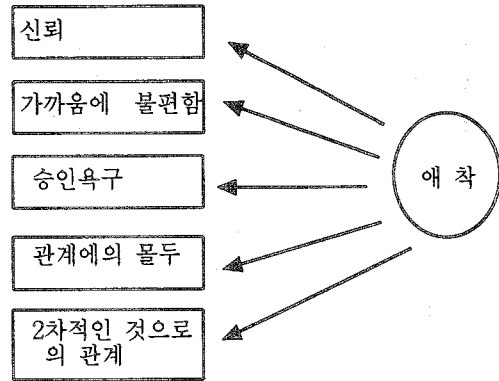 신뢰
가까움에 불편함
승인욕구
애 착
관계에의 몰두
2차적인 것으로
의 관계